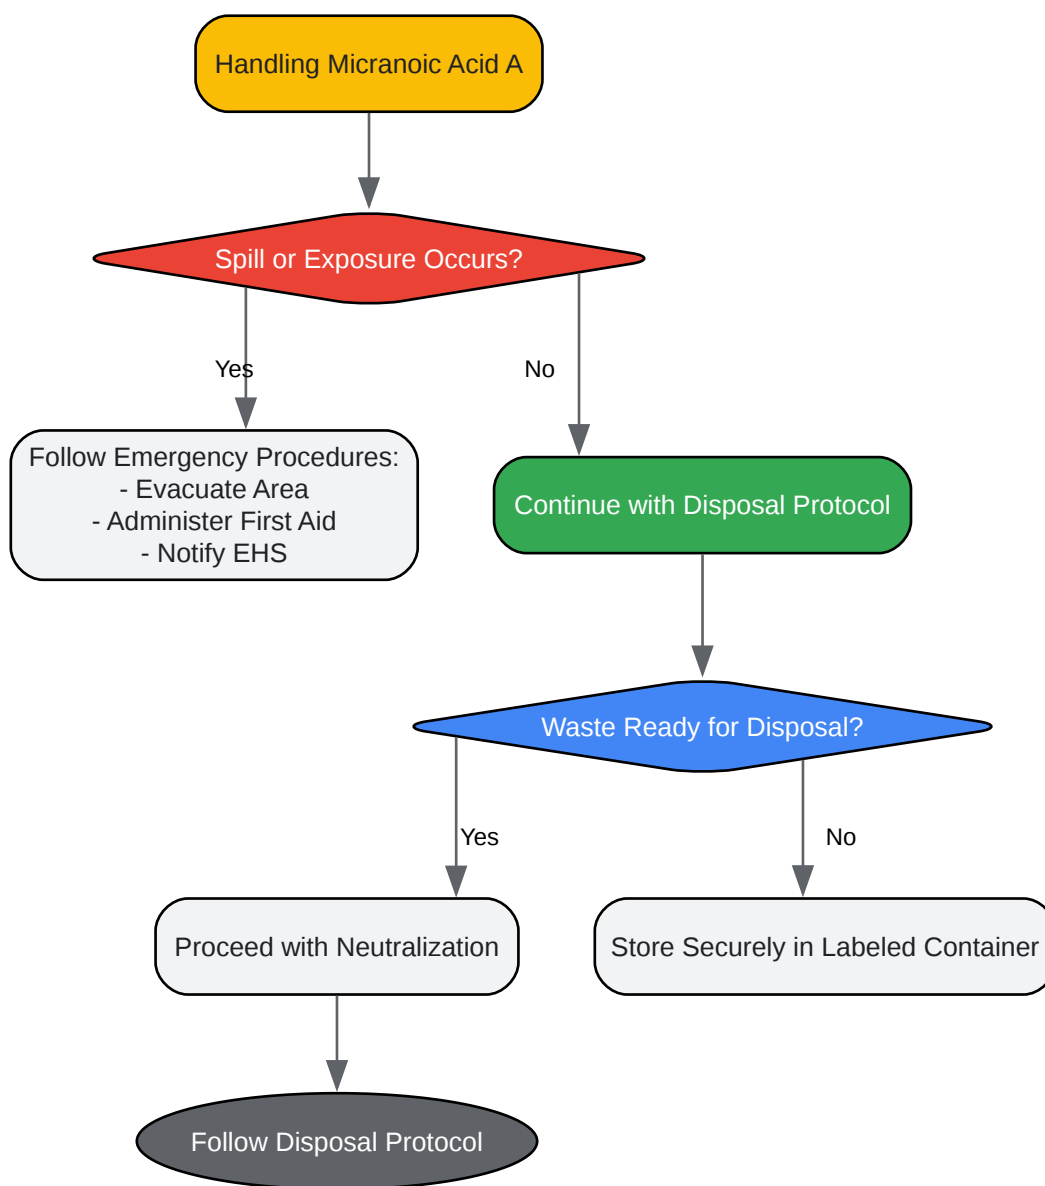 Handling Micranoic Acid A
Spill or Exposure Occurs?
Yes
No
Follow Emergency Procedures:
- Evacuate Area
- Administer First Aid
- Notify EHS
Continue with Disposal Protocol
Waste Ready for Disposal?
Yes
No
Proceed with Neutralization
Store Securely in Labeled Container
Follow Disposal Protocol